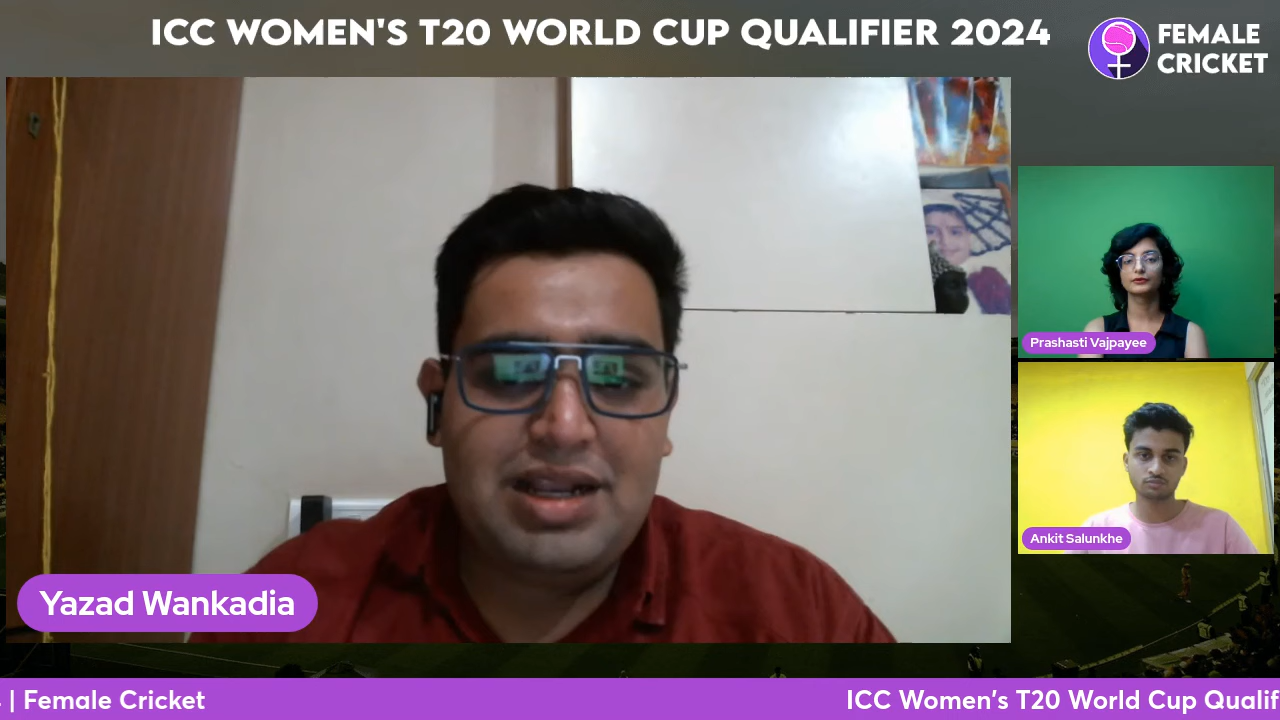 ICC WOMEN'S T20 WORLD CUP QUALIFIER 2024
FEMALE
CRICKET
Prashasti Vajpayee
Ankit Salunkhe
Yazad Wankadia
| Female Cricket
ICC Women's T20 World Cup Qualif